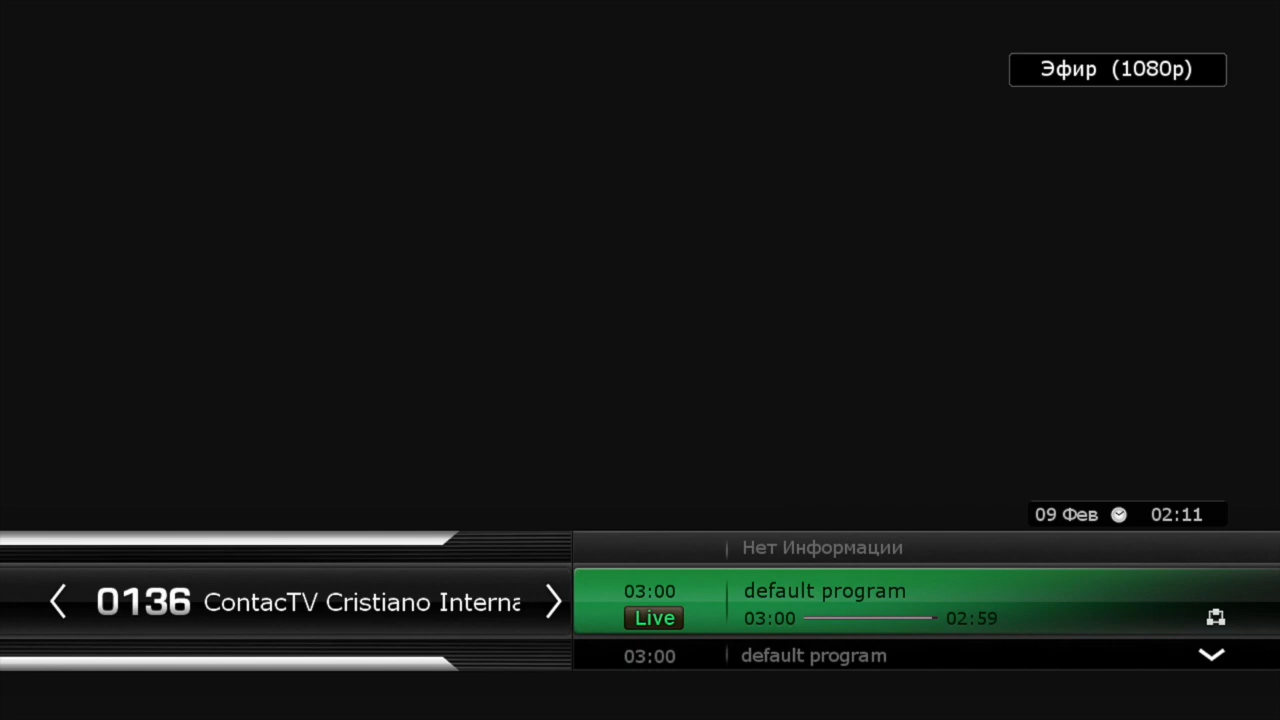 Эфир (1080p)
09 Фев 02:11
Нет Информации
0136 ContacTV Cristiano Interna
03:00 default program
Live 03:00 02:59
03:00 default program